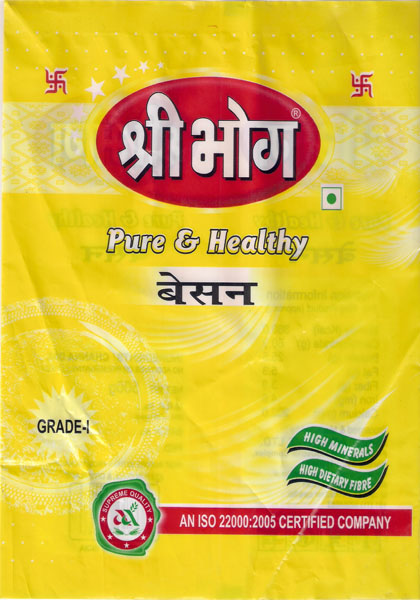 श्री भोग®
Pure & Healthy
बेसन
GRADE-I
HIGH MINERALS
HIGH DIETARY FIBRE
SUPREME QUALITY
AN ISO 22000:2005 CERTIFIED COMPANY